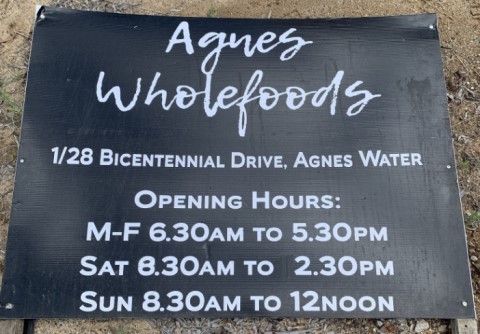 Agnes
Wholefoods
1/28 Bicentennial Drive, Agnes Water
Opening Hours:
M-F 6.30am to 5.30pm
Sat 8.30am to 2.30pm
Sun 8.30am to 12noon